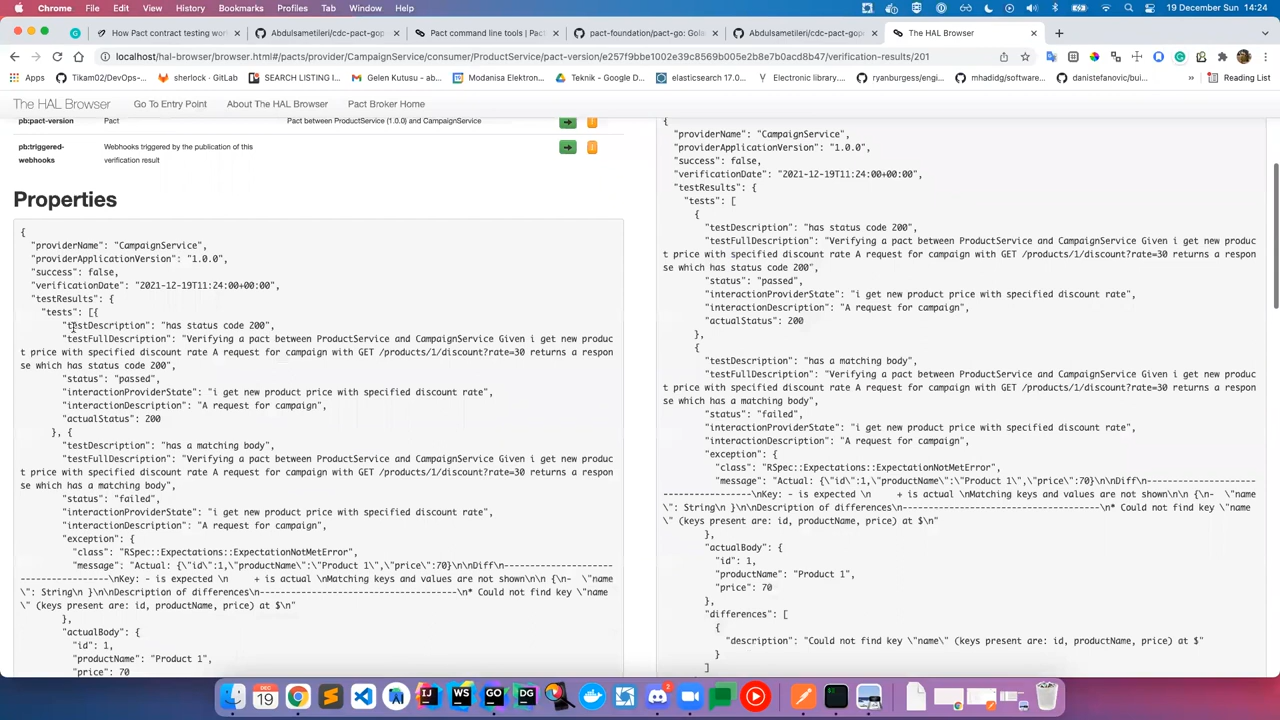 Chrome File Edit View History Bookmarks Profiles Tab Window Help
19 December Sun 14:24
How Pact contract testing wor
Abdulsametileri/cdc-pact-gop
Pact command line tools | Pact
pact-foundation/pact-go: Gola
Abdulsametileri/cdc-pact-gop
The HAL Browser
localhost/hal-browser/browser.html#/pacts/provider/CampaignService/consumer/ProductService/pact-version/e257f9bbe1002e39c8569b005e2b8e7b0acd8b47/verification-results/201
Apps
Tikam02/DevOps-...
sherlock · GitLab
SEARCH LISTING I...
Gelen Kutusu - ab...
Modanisa Elektron...
Teknik - Google D...
elasticsearch 17.0...
Electronic library....
ryanburgess/engi...
mhadidg/software...
danistefanovic/bui...
»
Reading List
The HAL Browser
Go To Entry Point
About The HAL Browser
Pact Broker Home
pb:pact-version Pact Pact between ProductService (1.0.0) and CampaignService
pb:triggered-
webhooks
Webhooks triggered by the publication of this
verification result
Properties
{
"providerName": "CampaignService",
"providerApplicationVersion": "1.0.0",
"success": false,
"verificationDate": "2021-12-19T11:24:00+00:00",
"testResults": {
"tests": [{
"testDescription": "has status code 200",
"testFullDescription": "Verifying a pact between ProductService and CampaignService Given i get new produc
t price with specified discount rate A request for campaign with GET /products/1/discount?rate=30 returns a respon
se which has status code 200",
"status": "passed",
"interactionProviderState": "i get new product price with specified discount rate",
"interactionDescription": "A request for campaign",
"actualStatus": 200
}, {
"testDescription": "has a matching body",
"testFullDescription": "Verifying a pact between ProductService and CampaignService Given i get new produc
t price with specified discount rate A request for campaign with GET /products/1/discount?rate=30 returns a respon
se which has a matching body",
"status": "failed",
"interactionProviderState": "i get new product price with specified discount rate",
"interactionDescription": "A request for campaign",
"exception": {
"class": "RSpec::Expectations::ExpectationNotMetError",
"message": "Actual: {\"id\":1,\"productName\":\"Product 1\",\"price\":70}\n\nDiff\n--------------------------
-----------------\nKey: - is expected \n + is actual \nMatching keys and values are not shown\n\n {\n- \"name
\": String\n }\n\nDescription of differences\n--------------------------------------\n* Could not find key \"name
\" (keys present are: id, productName, price) at $\n"
},
"actualBody": {
"id": 1,
"productName": "Product 1",
"price": 70
{
"providerName": "CampaignService",
"providerApplicationVersion": "1.0.0",
"success": false,
"verificationDate": "2021-12-19T11:24:00+00:00",
"testResults": {
"tests": [
{
"testDescription": "has status code 200",
"testFullDescription": "Verifying a pact between ProductService and CampaignService Given i get new produc
t price with specified discount rate A request for campaign with GET /products/1/discount?rate=30 returns a respon
se which has status code 200",
"status": "passed",
"interactionProviderState": "i get new product price with specified discount rate",
"interactionDescription": "A request for campaign",
"actualStatus": 200
},
{
"testDescription": "has a matching body",
"testFullDescription": "Verifying a pact between ProductService and CampaignService Given i get new produc
t price with specified discount rate A request for campaign with GET /products/1/discount?rate=30 returns a respon
se which has a matching body",
"status": "failed",
"interactionProviderState": "i get new product price with specified discount rate",
"interactionDescription": "A request for campaign",
"exception": {
"class": "RSpec::Expectations::ExpectationNotMetError",
"message": "Actual: {\"id\":1,\"productName\":\"Product 1\",\"price\":70}\n\nDiff\n---------------------
-----------------\nKey: - is expected \n + is actual \nMatching keys and values are not shown\n\n {\n- \"name
\": String\n }\n\nDescription of differences\n--------------------------------------\n* Could not find key \"name
\" (keys present are: id, productName, price) at $\n"
},
"actualBody": {
"id": 1,
"productName": "Product 1",
"price": 70
},
"differences": [
{
"description": "Could not find key \"name\" (keys present are: id, productName, price) at $"
}
]
DEC
19
IJ
WS
GO
DG
2